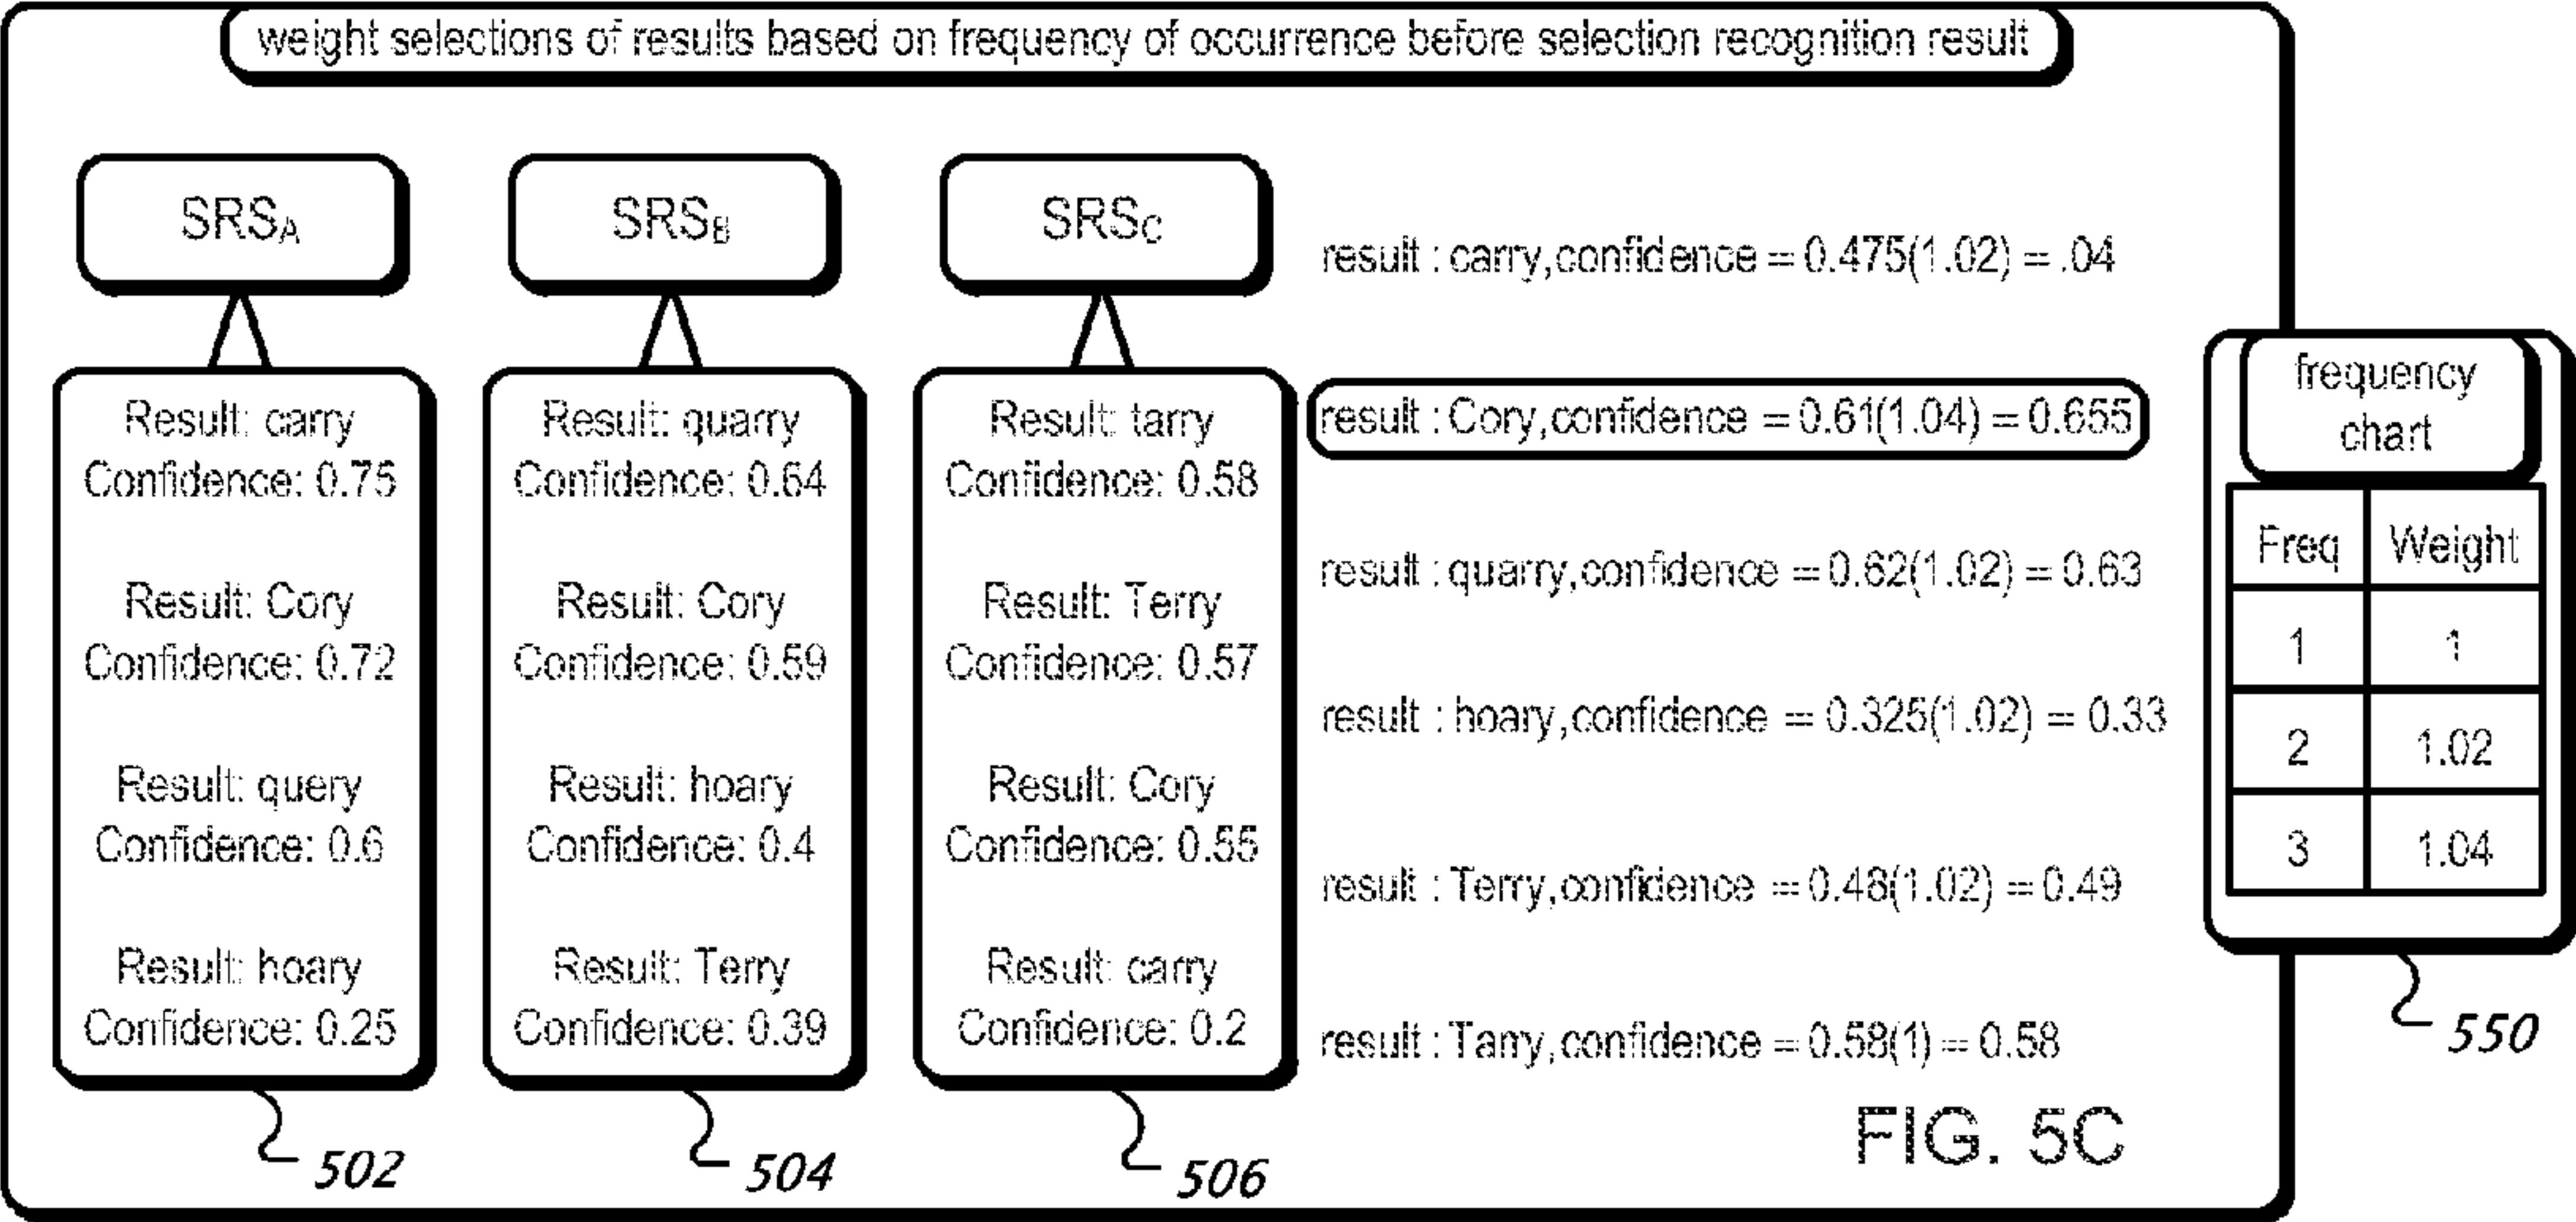 weight selections of results based on frequency of occurrence before selection recognition result
SRSA
Result: carry
Confidence: 0.75
Result: Cory
Confidence: 0.72
Result: query
Confidence: 0.6
Result: hoary
Confidence: 0.25
502
SRSB
Result: quarry
Confidence: 0.64
Result: Cory
Confidence: 0.59
Result: hoary
Confidence: 0.4
Result: Terry
Confidence: 0.39
504
SRSC
Result: tarry
Confidence: 0.58
Result: Terry
Confidence: 0.57
Result: Cory
Confidence: 0.55
Result: carry
Confidence: 0.2
506
result : carry,confidence = 0.475(1.02) = .04
result : Cory,confidence = 0.61(1.04) = 0.655
result : quarry,confidence = 0.62(1.02) = 0.63
result : hoary,confidence = 0.325(1.02) = 0.33
result : Terry,confidence = 0.48(1.02) = 0.49
result : Tarry,confidence = 0.58(1) = 0.58
frequency
chart
Freq Weight
1 1
2 1.02
3 1.04
550
FIG. 5C